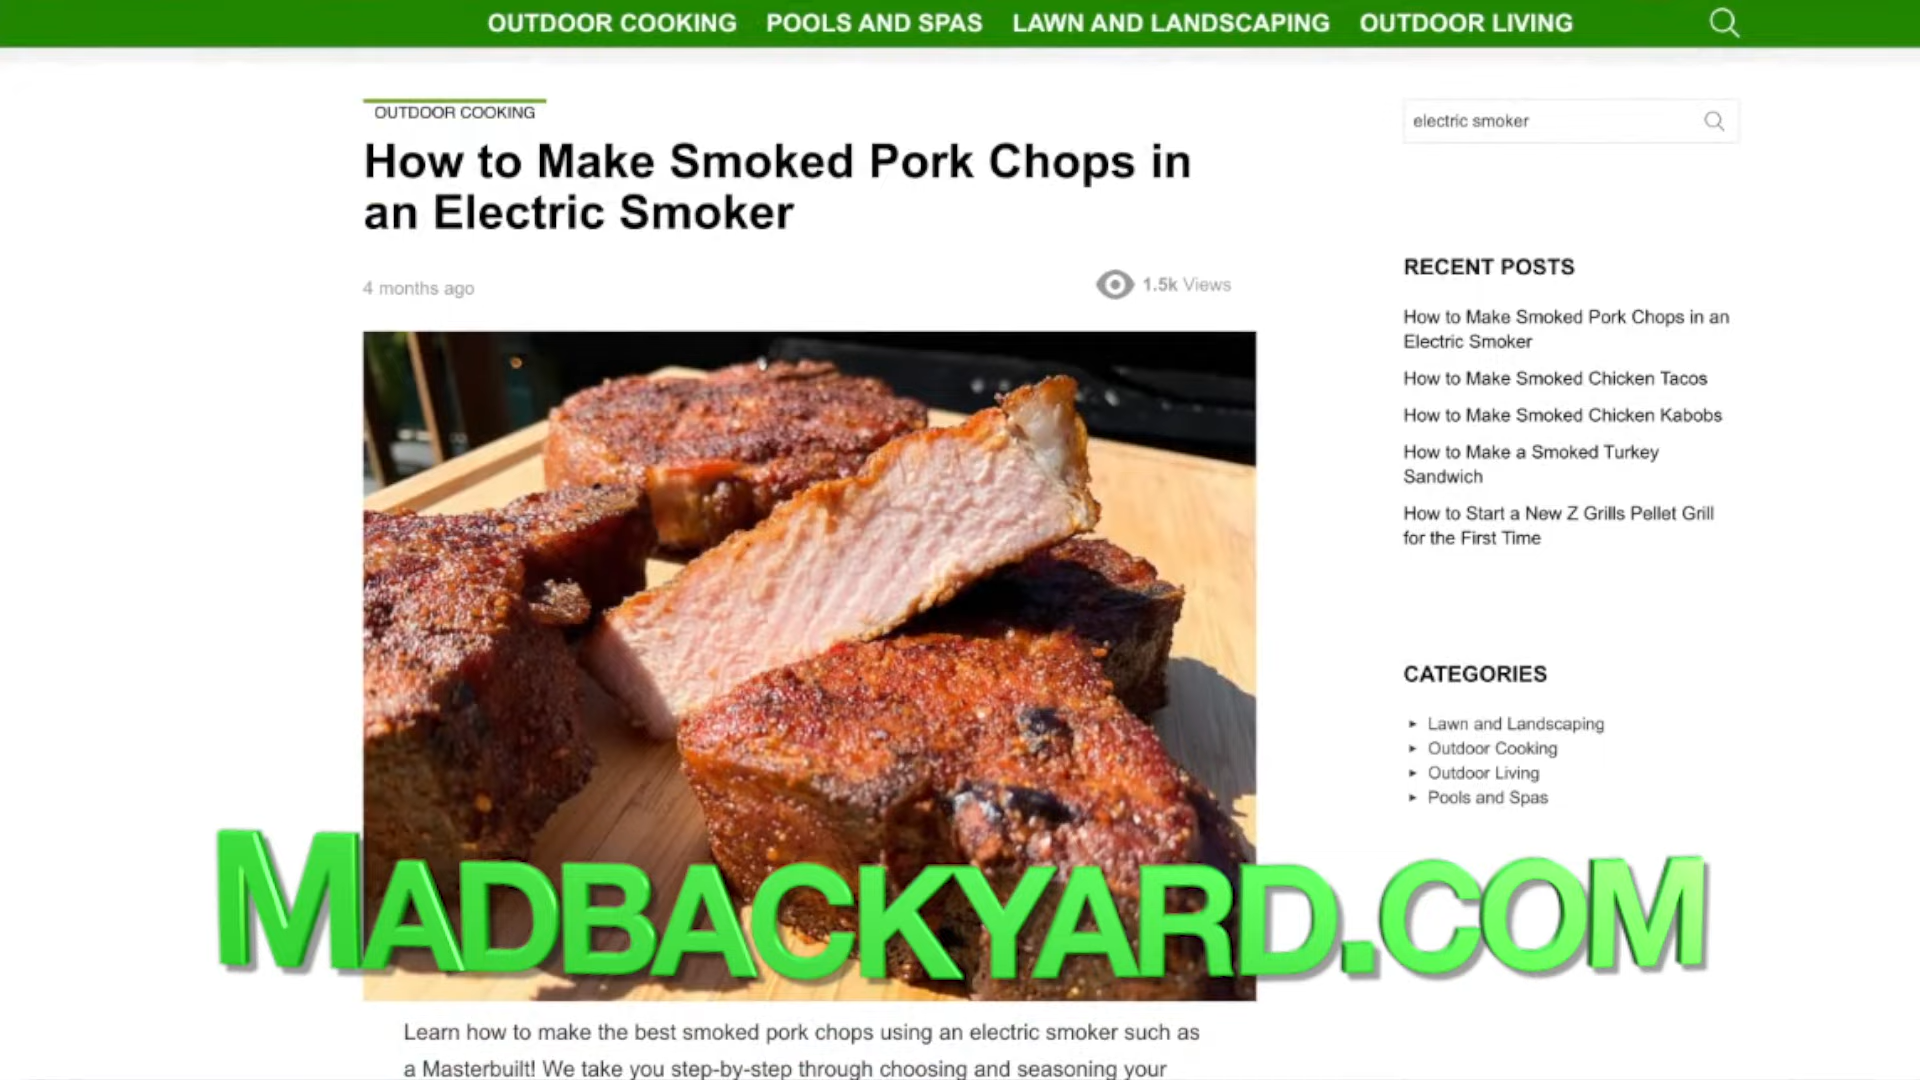 OUTDOOR COOKING POOLS AND SPAS LAWN AND LANDSCAPING OUTDOOR LIVING
OUTDOOR COOKING
How to Make Smoked Pork Chops in
an Electric Smoker
4 months ago
1.5k Views
electric smoker
RECENT POSTS
How to Make Smoked Pork Chops in an
Electric Smoker
How to Make Smoked Chicken Tacos
How to Make Smoked Chicken Kabobs
How to Make a Smoked Turkey
Sandwich
How to Start a New Z Grills Pellet Grill
for the First Time
CATEGORIES
Lawn and Landscaping
Outdoor Cooking
Outdoor Living
Pools and Spas
MADBACKYARD.COM
Learn how to make the best smoked pork chops using an electric smoker such as
a Masterbuilt! We take you step-by-step through choosing and seasoning your